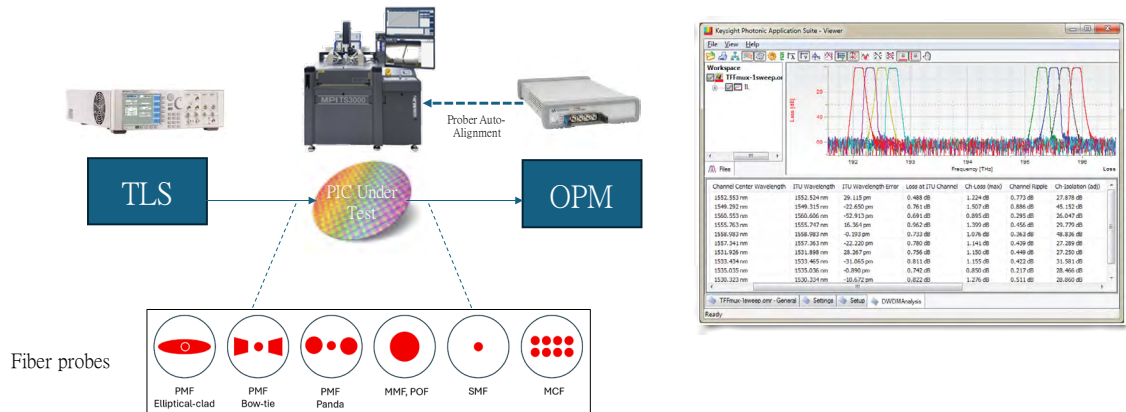 MPI TS3000
Prober Auto-
Alignment
TLS
PIC Under
Test
OPM
Fiber probes
PMF
Elliptical-clad
PMF
Bow-tie
PMF
Panda
MMF, POF
SMF
MCF
Keysight Photonic Application Suite - Viewer
File View Help
Workspace
TFFmux-1sweep.omr
IL
Files
Loss [dB]
20
40
60
192
193
194
195
196
Frequency [THz]
Loss
Channel Center Wavelength ITU Wavelength ITU Wavelength Error Loss at ITU Channel Ch-Loss (max) Channel Ripple Ch-Isolation (adj)
1552.553 nm 1552.524 nm 29.115 pm 0.488 dB 1.224 dB 0.773 dB 27.878 dB
1549.292 nm 1549.315 nm -22.650 pm 0.761 dB 1.507 dB 0.886 dB 45.152 dB
1560.553 nm 1560.606 nm -52.913 pm 0.691 dB 0.895 dB 0.295 dB 26.047 dB
1555.763 nm 1555.747 nm 16.364 pm 0.962 dB 1.399 dB 0.456 dB 29.779 dB
1558.983 nm 1558.983 nm -0.193 pm 0.733 dB 1.076 dB 0.363 dB 48.836 dB
1557.341 nm 1557.363 nm -22.220 pm 0.780 dB 1.141 dB 0.439 dB 27.289 dB
1531.926 nm 1531.898 nm 28.267 pm 0.756 dB 1.150 dB 0.449 dB 27.250 dB
1533.434 nm 1533.465 nm -31.065 pm 0.811 dB 1.155 dB 0.422 dB 31.581 dB
1535.035 nm 1535.036 nm -0.890 pm 0.742 dB 0.850 dB 0.217 dB 28.466 dB
1530.323 nm 1530.334 nm -10.672 pm 0.822 dB 1.276 dB 0.511 dB 28.860 dB
TFFmux-1sweep.omr - General Settings Setup DWDMAnalysis
Ready